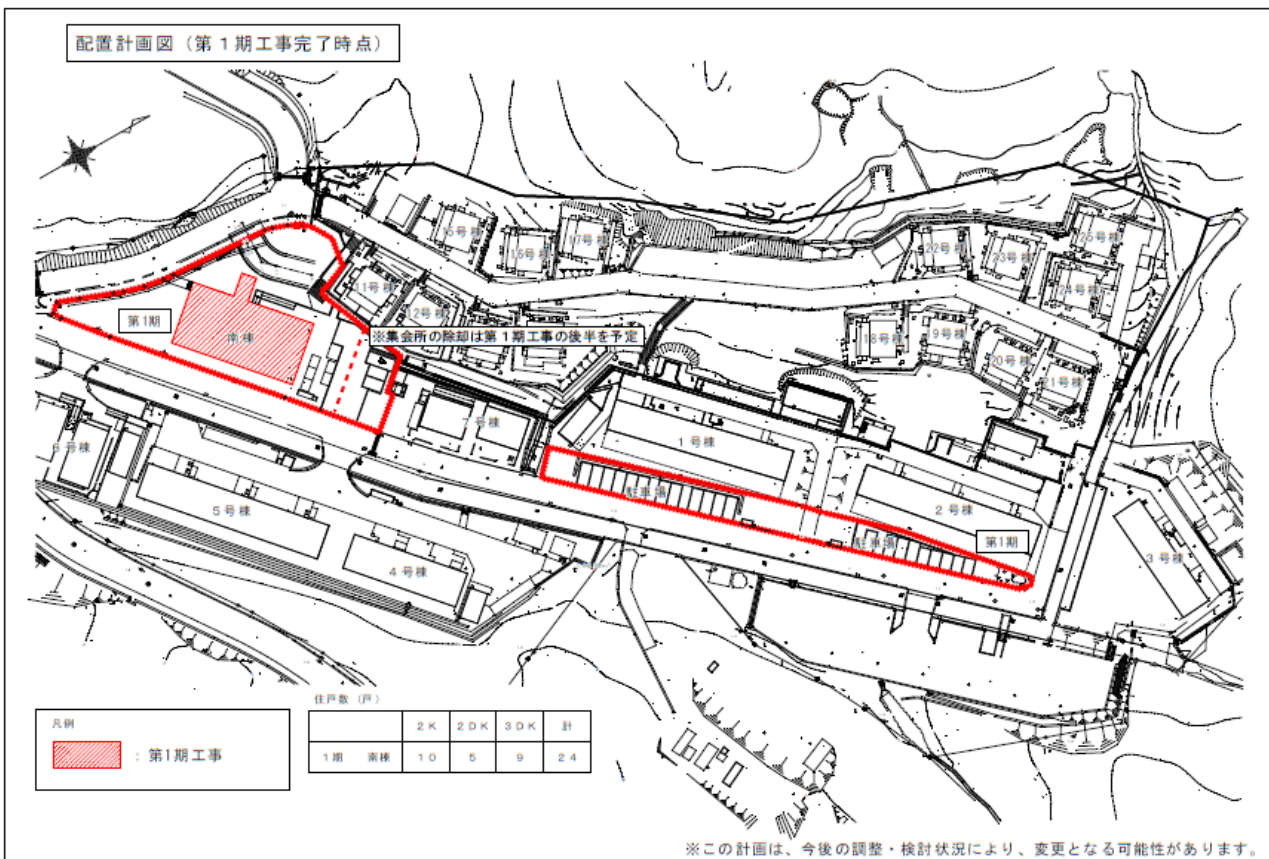 配置計画図（第１期工事完了時点）
15号棟
16号棟
17号棟
22号棟
23号棟
25号棟
24号棟
11号棟
12号棟
第1期
南棟
※集会所の除却は第１期工事の後半を予定
18号棟
19号棟
20号棟
21号棟
7号棟
1号棟
6号棟
駐車場
5号棟
2号棟
駐車場
第1期
3号棟
4号棟
凡例
：第1期工事
住戸数（戸）
2K 2DK 3DK 計
1期 南棟 10 5 9 24
※この計画は、今後の調整・検討状況により、変更となる可能性があります。